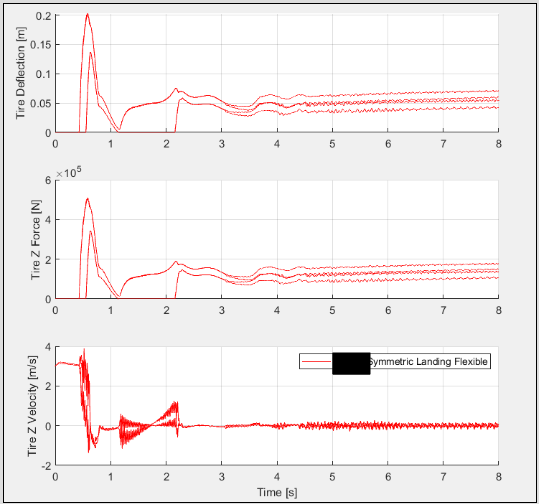 0.2
0.15
0.1
0.05
0
Tire Deflection [m]
0 1 2 3 4 5 6 7 8
×10⁵
6
4
2
0
Tire Z Force [N]
0 1 2 3 4 5 6 7 8
4
2
0
-2
Tire Z Velocity [m/s]
Symmetric Landing Flexible
0 1 2 3 4 5 6 7 8
Time [s]